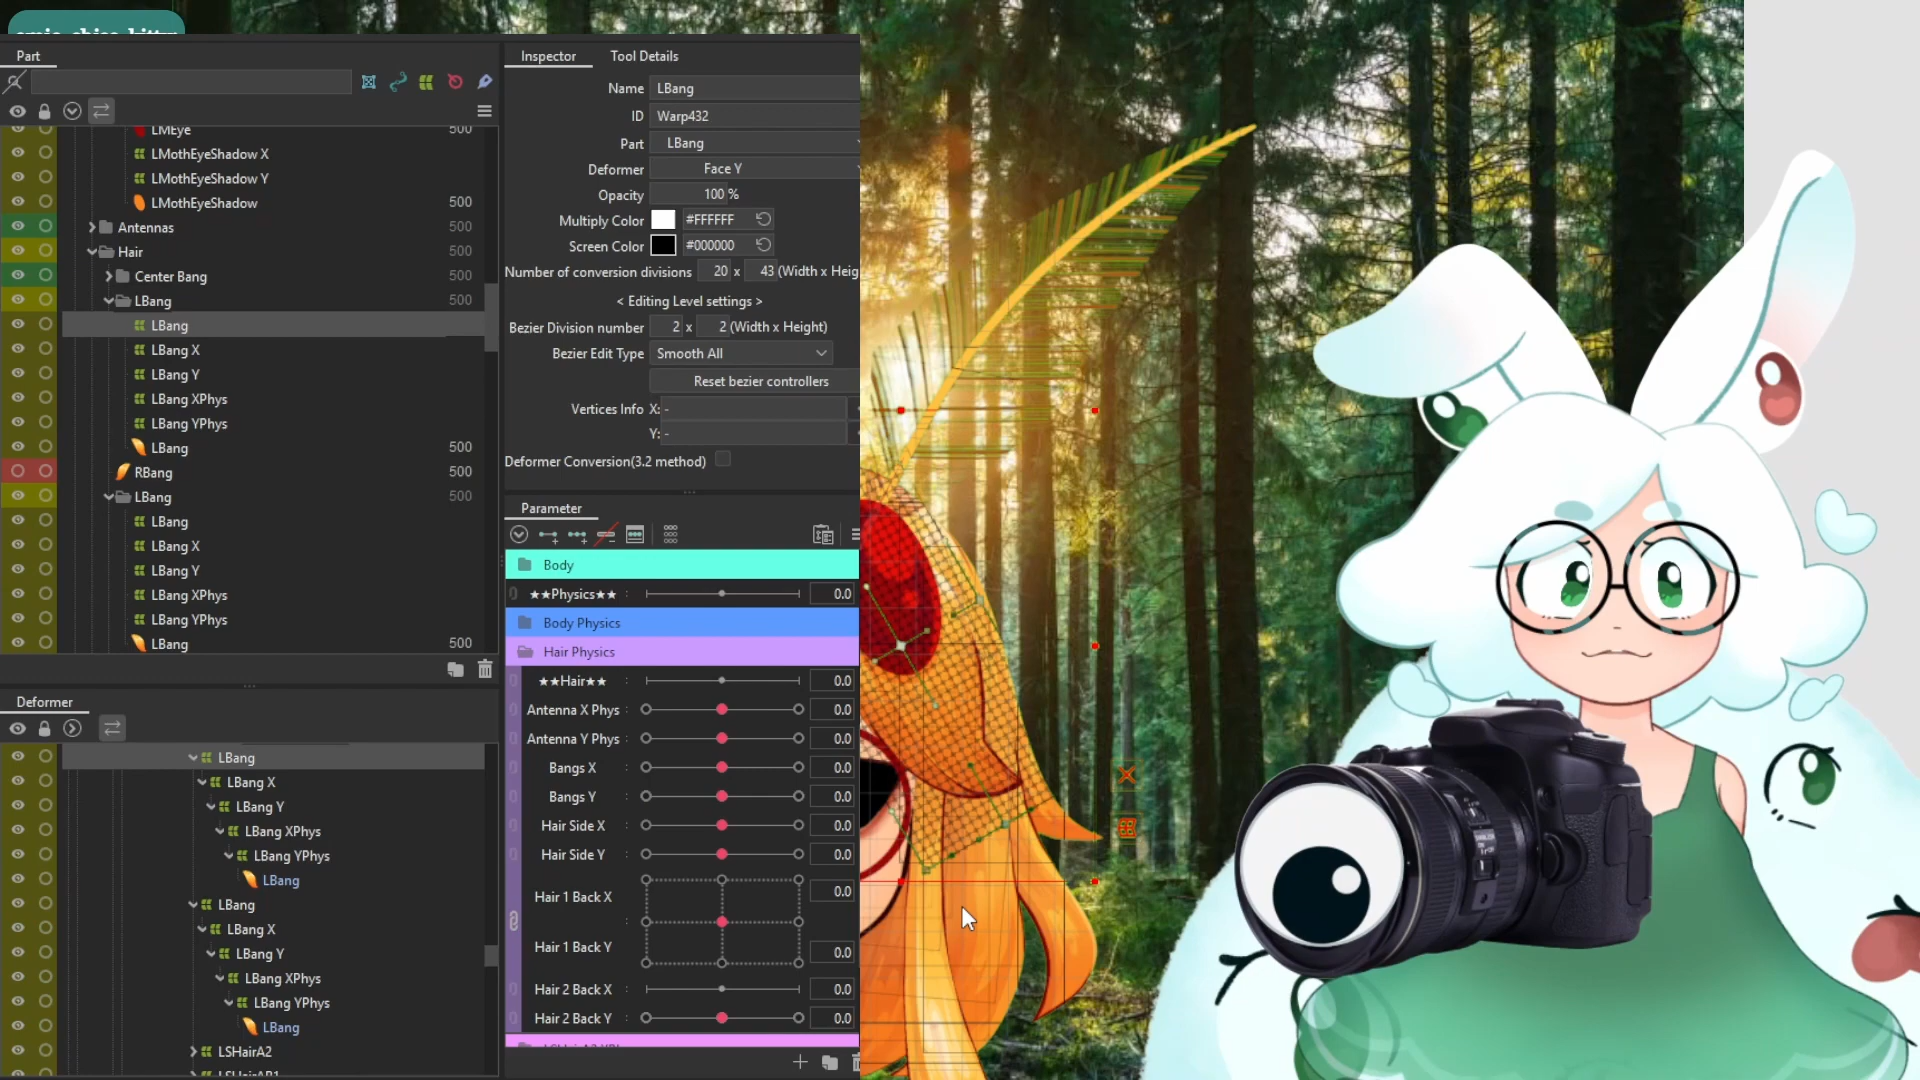 Part
Inspector
Tool Details
Name
LBang
ID
Warp432
Part
LBang
Deformer
Face Y
Opacity
100 %
Multiply Color
#FFFFFF
Screen Color
#000000
Number of conversion divisions
20 x
43 (Width x Heig
< Editing Level settings >
Bezier Division number
2 x
2 (Width x Height)
Bezier Edit Type
Smooth All
Reset bezier controllers
Vertices Info X: -
Y: -
Deformer Conversion(3.2 method)
LMEye 500
LMothEyeShadow X
LMothEyeShadow Y
LMothEyeShadow 500
Antennas 500
Hair 500
Center Bang 500
LBang 500
LBang
LBang X
LBang Y
LBang XPhys
LBang YPhys
LBang 500
RBang 500
LBang 500
LBang
LBang X
LBang Y
LBang XPhys
LBang YPhys
LBang 500
Deformer
LBang
LBang X
LBang Y
LBang XPhys
LBang YPhys
LBang
LBang
LBang X
LBang Y
LBang XPhys
LBang YPhys
LBang
LSHairA2
Parameter
Body
★★Physics★★ : 0.0
Body Physics
Hair Physics
★★Hair★★ : 0.0
Antenna X Phys : 0.0
Antenna Y Phys : 0.0
Bangs X : 0.0
Bangs Y : 0.0
Hair Side X : 0.0
Hair Side Y : 0.0
Hair 1 Back X 0.0
:
Hair 1 Back Y 0.0
Hair 2 Back X : 0.0
Hair 2 Back Y : 0.0